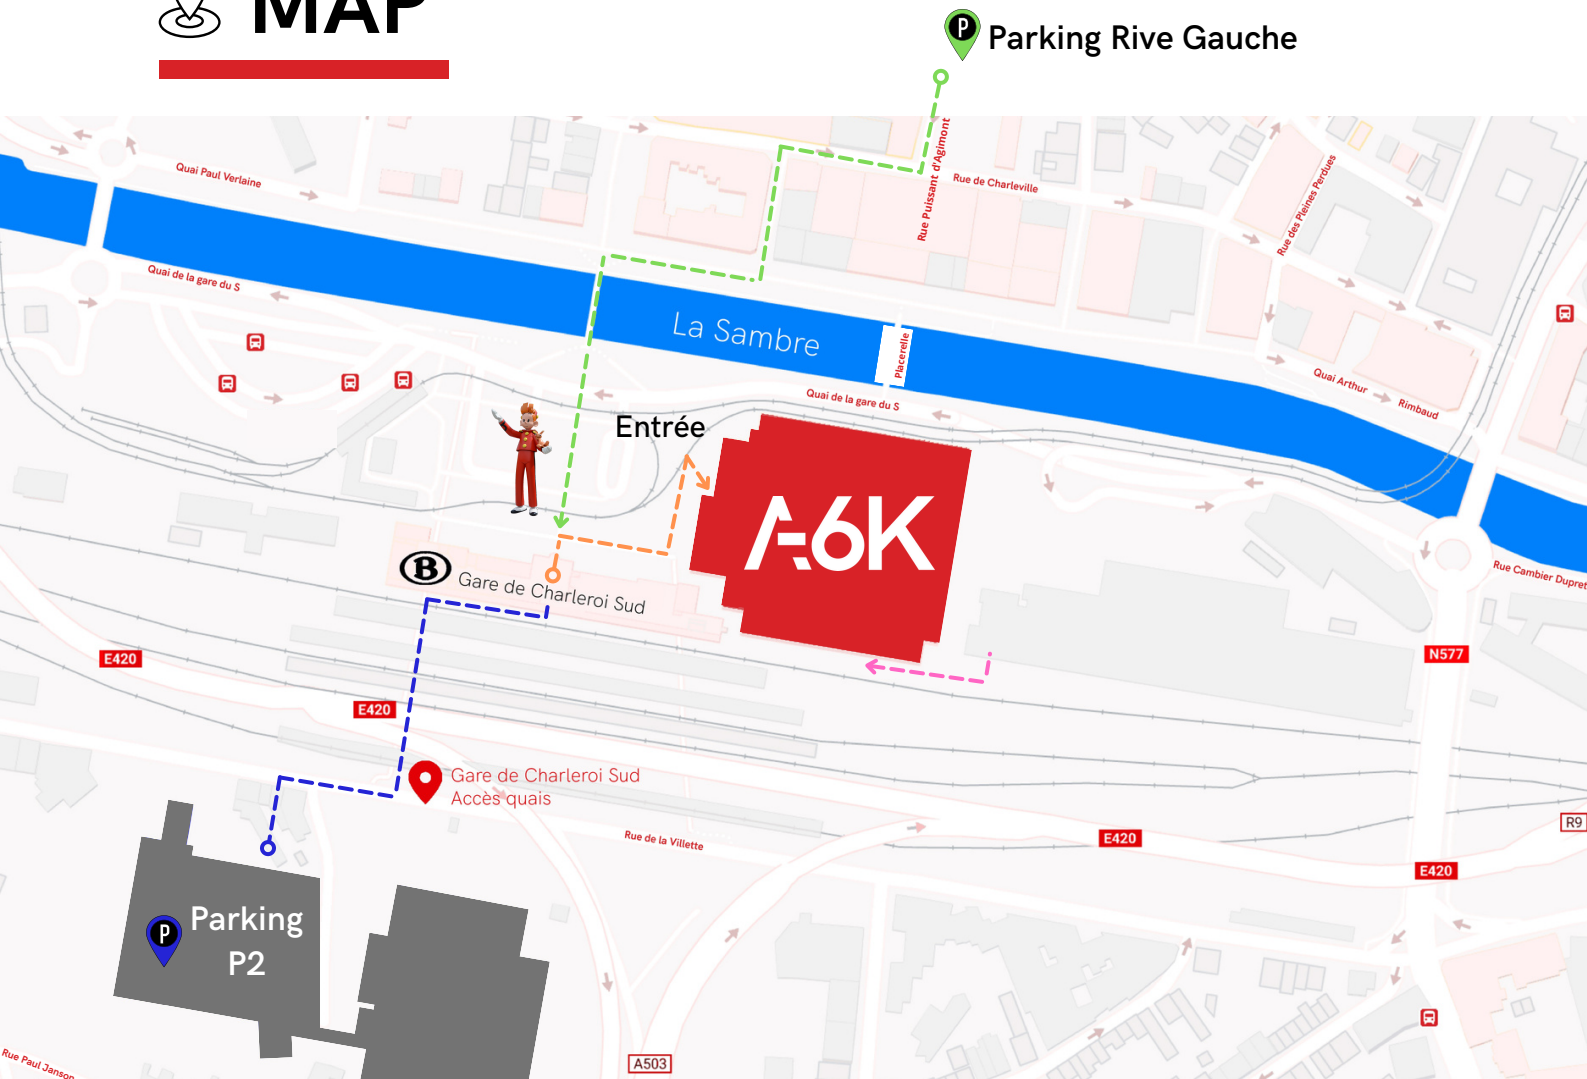 MAP
P
Parking Rive Gauche
Quai Paul Verlaine
Rue Puissant d'Agimont
Rue de Charleville
Rue des Pleines Perdues
Quai de la gare du S
La Sambre
Placerelle
Quai de la gare du S
Quai Arthur
Rimbaud
Entrée
A6K
B
Gare de Charleroi Sud
Rue Cambier Dupret
E420
N577
E420
Gare de Charleroi Sud
Accès quais
Rue de la Villette
E420
R9
E420
P
Parking
P2
A503
Rue Paul Janson